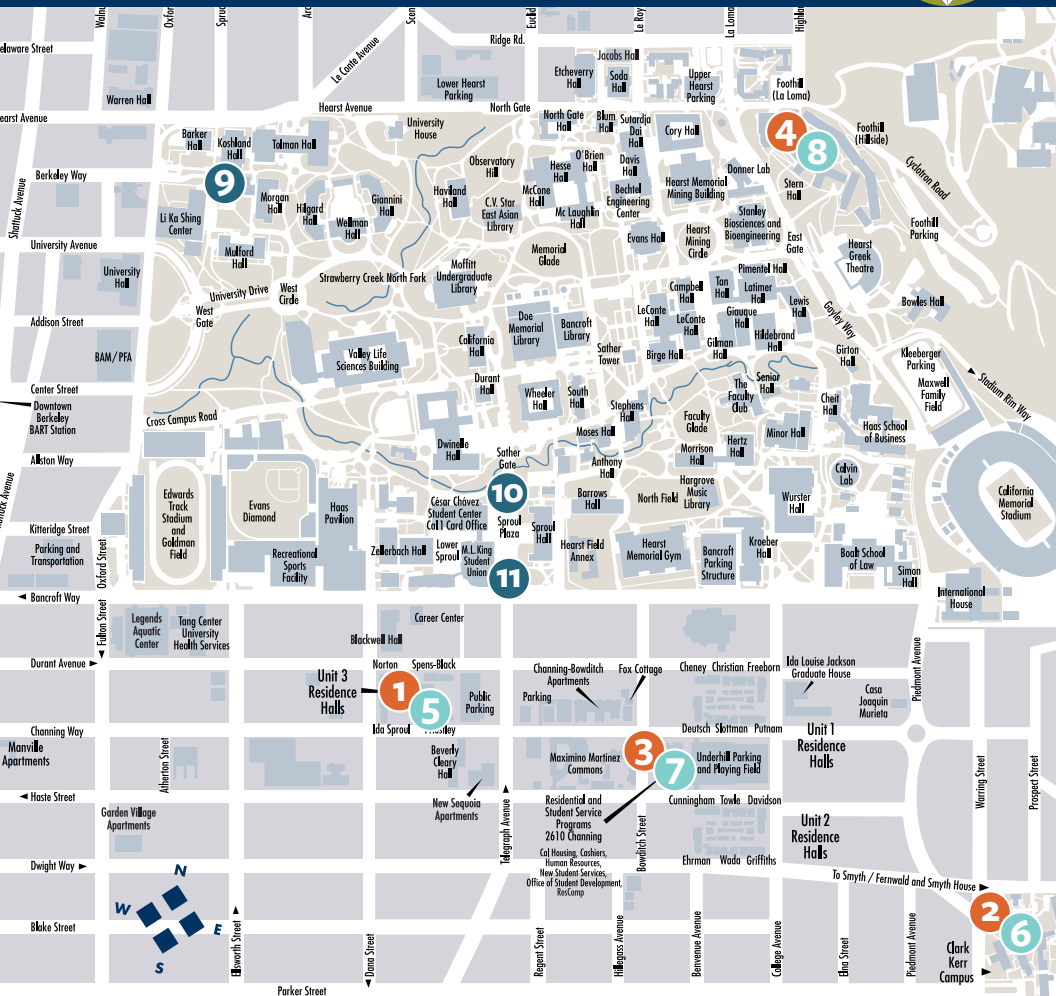 Walnu
Oxfo
Spruc
Arc
Scen
Euclid
Le Roy
La Loma
Highlan
elaware Street
Ridge Rd.
Le Conte Avenue
Warren Hall
Lower Hearst
Parking
Etcheverry
Hall
Jacobs Hall
Soda
Hall
Upper
Hearst
Parking
Foothill
(La Loma)
earst Avenue
Hearst Avenue
North Gate
Barker
Hall
Koshland
Hall
Tolman Hall
University
House
North Gate
Hall
Blum
Hall
Sutardja
Dai
Hall
Cory Hall
4
8
Foothill
(Hillside)
Cyclotron Road
Berkeley Way
9
Observatory
Hill
Hesse
Hall
O'Brien
Hall
Davis
Hall
Donner Lab
Stern
Hall
Shattuck Avenue
Li Ka Shing
Center
Morgan
Hall
Hilgard
Hall
Wellman
Hall
Giannini
Hall
Haviland
Hall
C.V. Star
East Asian
Library
McCone
Hall
Mc Laughlin
Hall
Bechtel
Engineering
Center
Hearst Memorial
Mining Building
Stanley
Biosciences and
Bioengineering
Foothill
Parking
University Avenue
Mulford
Hall
Evans Hall
Hearst
Mining
Circle
East
Gate
Hearst
Greek
Theatre
University
Hall
Strawberry Creek North Fork
Moffitt
Undergraduate
Library
Memorial
Glade
Pimentel Hall
University Drive
West
Circle
West
Gate
Campbell
Hall
Tan
Hall
Latimer
Hall
Lewis
Hall
Gayley Way
Bowles Hall
Addison Street
Doe
Memorial
Library
Bancroft
Library
LeConte
Hall
LeConte
Hall
Giauque
Hall
Hildebrand
Hall
BAM/PFA
Valley Life
Sciences Building
California
Hall
Sather
Tower
Birge Hall
Gilman
Hall
Girton
Hall
Kleeberger
Parking
Maxwell
Family
Field
Stadium Rim Way
Center Street
Downtown
Berkeley
BART Station
Durant
Hall
Wheeler
Hall
South
Hall
Stephens
Hall
The
Faculty
Club
Senior
Hall
Cheit
Hall
Haas School
of Business
Cross Campus Road
Faculty
Glade
Moses Hall
Minor Hall
Dwinelle
Hall
Sather
Gate
Anthony
Hall
Morrison
Hall
Hertz
Hall
Allston Way
Calvin
Lab
ttuck Avenue
Edwards
Track
Stadium
and
Goldman
Field
Evans
Diamond
Haas
Pavilion
César Chávez
Student Center
Cal 1 Card Office
10
Sproul
Plaza
Barrows
Hall
North Field
Hargrove
Music
Library
Wurster
Hall
California
Memorial
Stadium
Kitteridge Street
Parking and
Transportation
Oxford Street
Recreational
Sports
Facility
Zellerbach Hall
Lower
Sproul
M.L.King
Student
Union
11
Sproul
Hall
Hearst Field
Annex
Hearst
Memorial Gym
Bancroft
Parking
Structure
Kroeber
Hall
Boalt School
of Law
Simon
Hall
International
House
Bancroft Way
Fulton Street
Legends
Aquatic
Center
Tang Center
University
Health Services
Career Center
Blackwell Hall
Durant Avenue
Unit 3
Residence
Halls
Norton
Spens-Black
1
5
Public
Parking
Parking
Channing-Bowditch
Apartments
Fox Cottage
Cheney Christian Freeborn
Ida Louise Jackson
Graduate House
Casa
Joaquin
Murieta
Piedmont Avenue
Ida Sproul
Channing Way
Manville
Apartments
Atherton Street
Beverly
Cleary
Hall
Maximino Martinez
Commons
3
7
Deutsch Slottman Putnam
Underhill Parking
and Playing Field
Unit 1
Residence
Halls
Warring Street
Prospect Street
Haste Street
New Sequoia
Apartments
Telegraph Avenue
Residential and
Student Service
Programs
2610 Channing
Cal Housing, Cashiers,
Human Resources,
New Student Services,
Office of Student Development,
ResComp
Bowditch Street
Cunningham Towle Davidson
Garden Village
Apartments
Unit 2
Residence
Halls
Ehrman Wada Griffiths
Dwight Way
To Smyth / Fernwald and Smyth House
N
W
E
S
2
6
Blake Street
Ellsworth Street
Dana Street
Regent Street
Hillegass Avenue
Benvenue Avenue
College Avenue
Etna Street
Piedmont Avenue
Clark
Kerr
Campus
Parker Street